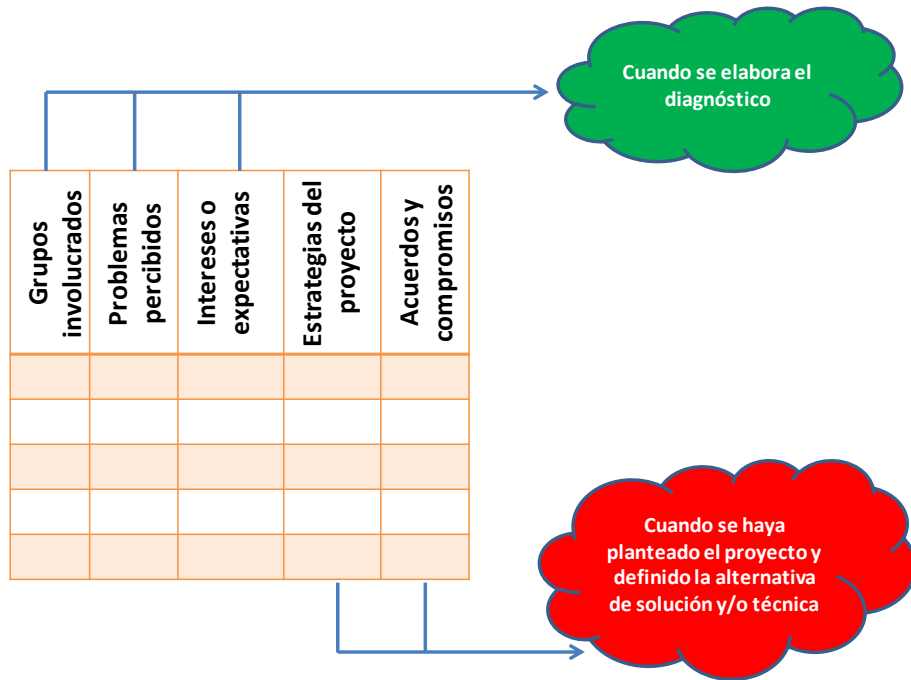 Cuando se elabora el
diagnóstico
Grupos
involucrados
Problemas
percibidos
Intereses o
expectativas
Estrategias del
proyecto
Acuerdos y
compromisos
Cuando se haya
planteado el proyecto y
definido la alternativa
de solución y/o técnica